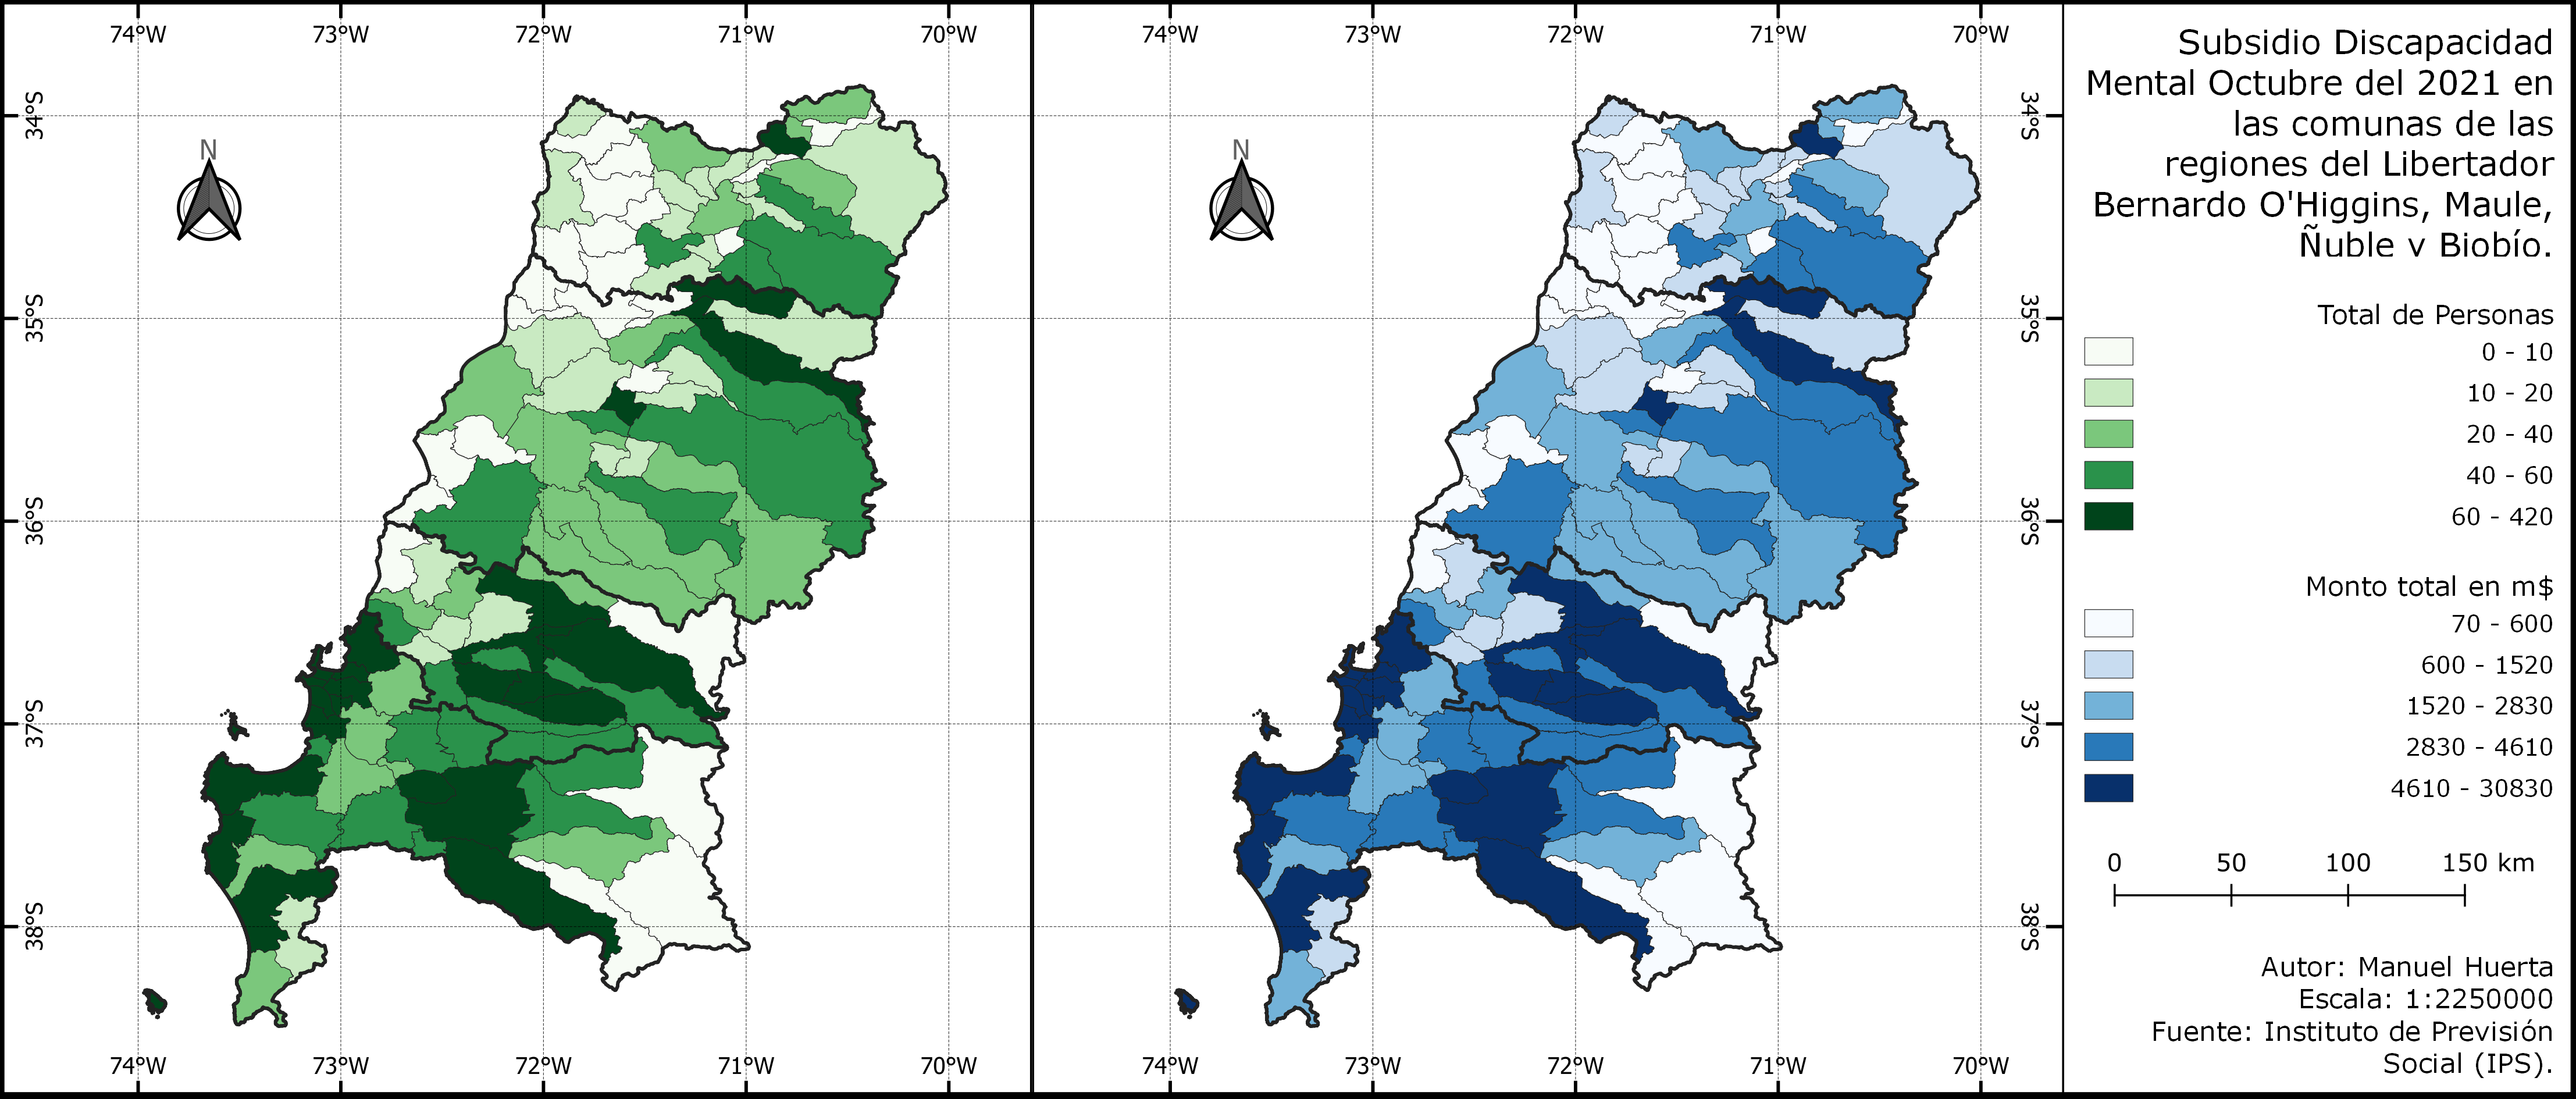 74°W 73°W 72°W 71°W 70°W
74°W 73°W 72°W 71°W 70°W
34°S
35°S
36°S
37°S
38°S
N
N
34°S
35°S
36°S
37°S
38°S
74°W 73°W 72°W 71°W 70°W
74°W 73°W 72°W 71°W 70°W
Subsidio Discapacidad
Mental Octubre del 2021 en
las comunas de las
regiones del Libertador
Bernardo O'Higgins, Maule,
Ñuble y Biobío.
Total de Personas
0 - 10
10 - 20
20 - 40
40 - 60
60 - 420
Monto total en m$
70 - 600
600 - 1520
1520 - 2830
2830 - 4610
4610 - 30830
0 50 100 150 km
Autor: Manuel Huerta
Escala: 1:2250000
Fuente: Instituto de Previsión
Social (IPS).